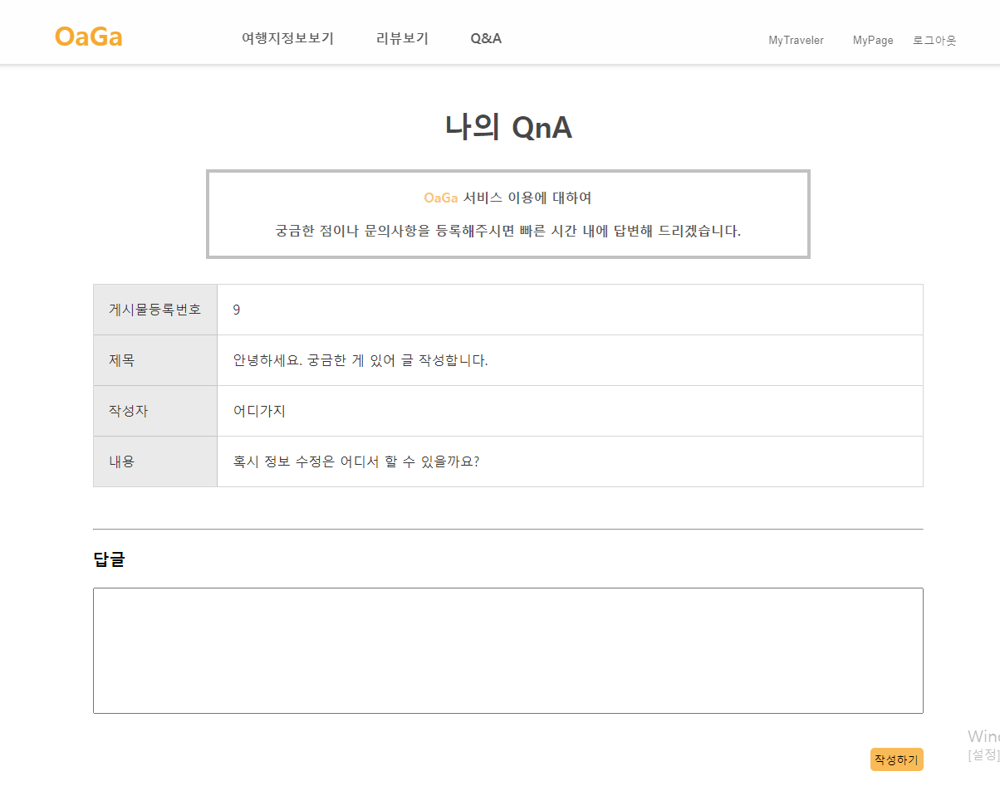 OaGa 여행지정보보기 리뷰보기 Q&A MyTraveler MyPage 로그아웃
나의 QnA
OaGa 서비스 이용에 대하여
궁금한 점이나 문의사항을 등록해주시면 빠른 시간 내에 답변해 드리겠습니다.
게시물등록번호 9
제목 안녕하세요. 궁금한 게 있어 글 작성합니다.
작성자 어디가지
내용 혹시 정보 수정은 어디서 할 수 있을까요?
답글
[설정]
작성하기